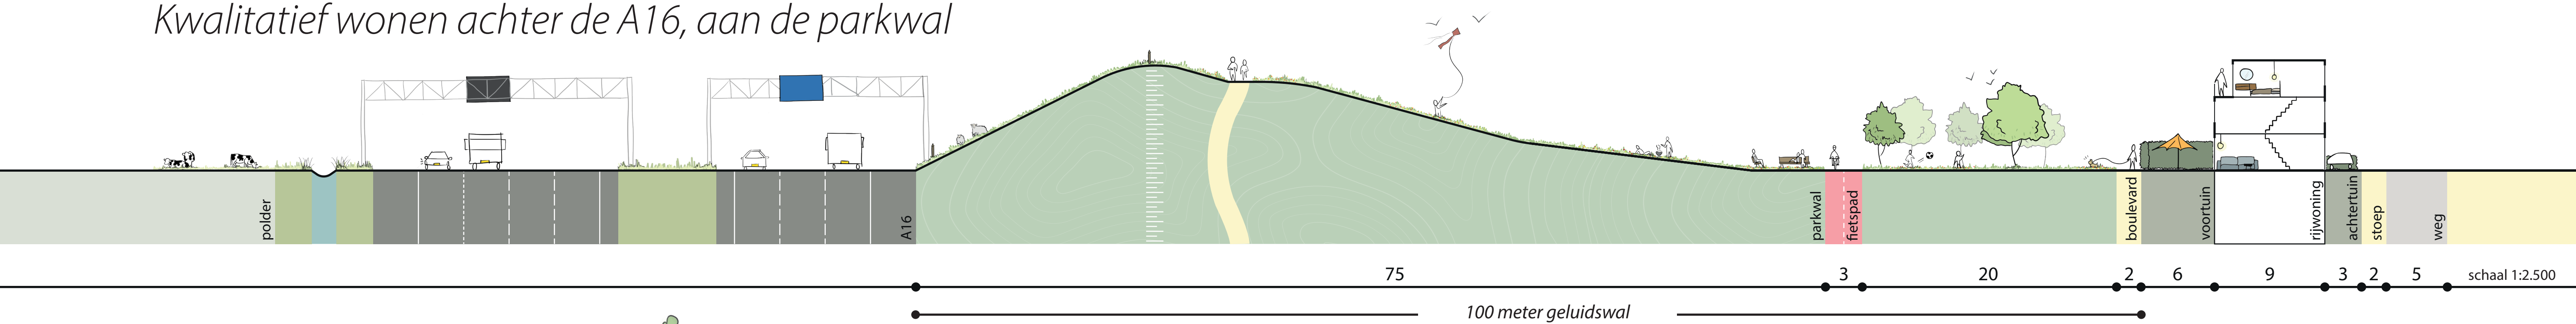 Kwalitatief wonen achter de A16, aan de parkwal
polder
A16
parkwal
fietspad
boulevard
voortuin
rijwoning
achtertuin
stoep
weg
75
3
20
2
6
9
3
2
5
schaal 1:2.500
100 meter geluidswal